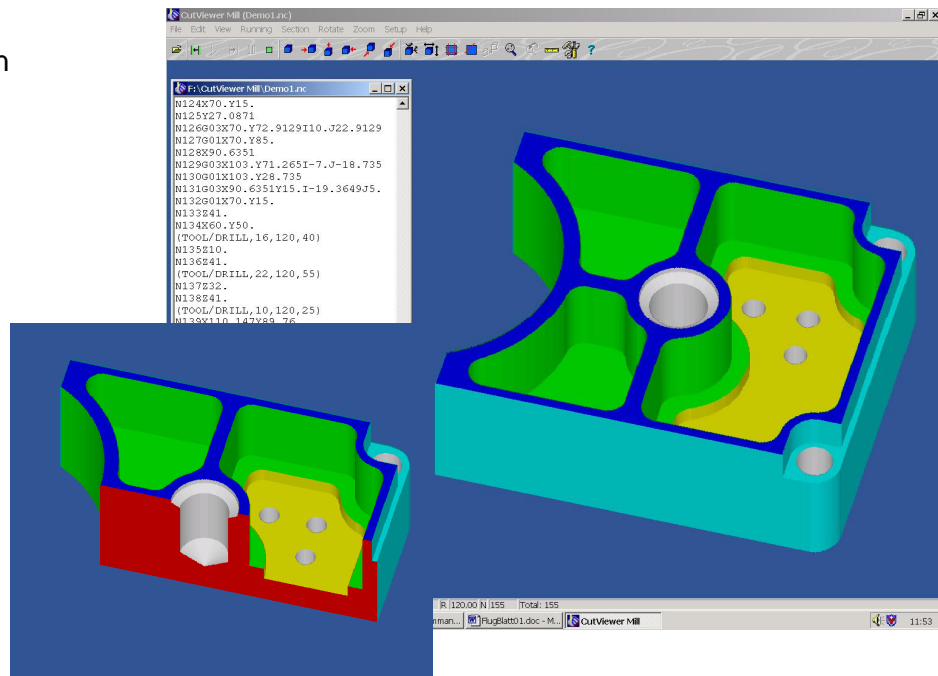 n
CutViewer Mill (Demo1.nc)
File Edit View Running Section Rotate Zoom Setup Help
F:\CutViewer Mill\Demo1.nc
N124X70.Y15.
N125Y27.0871
N126G03X70.Y72.9129I10.J22.9129
N127G01X70.Y85.
N128X90.6351
N129G03X103.Y71.265I-7.J-18.735
N130G01X103.Y28.735
N131G03X90.6351Y15.I-19.3649J5.
N132G01X70.Y15.
N133Z41.
N134X60.Y50.
(TOOL/DRILL,16,120,40)
N135Z10.
N136Z41.
(TOOL/DRILL,22,120,55)
N137Z32.
N138Z41.
(TOOL/DRILL,10,120,25)
N139X110.147Y89.76
R 120.00 N 155 Total: 155
mman... FlugBlatt01.doc - M... CutViewer Mill 11:53